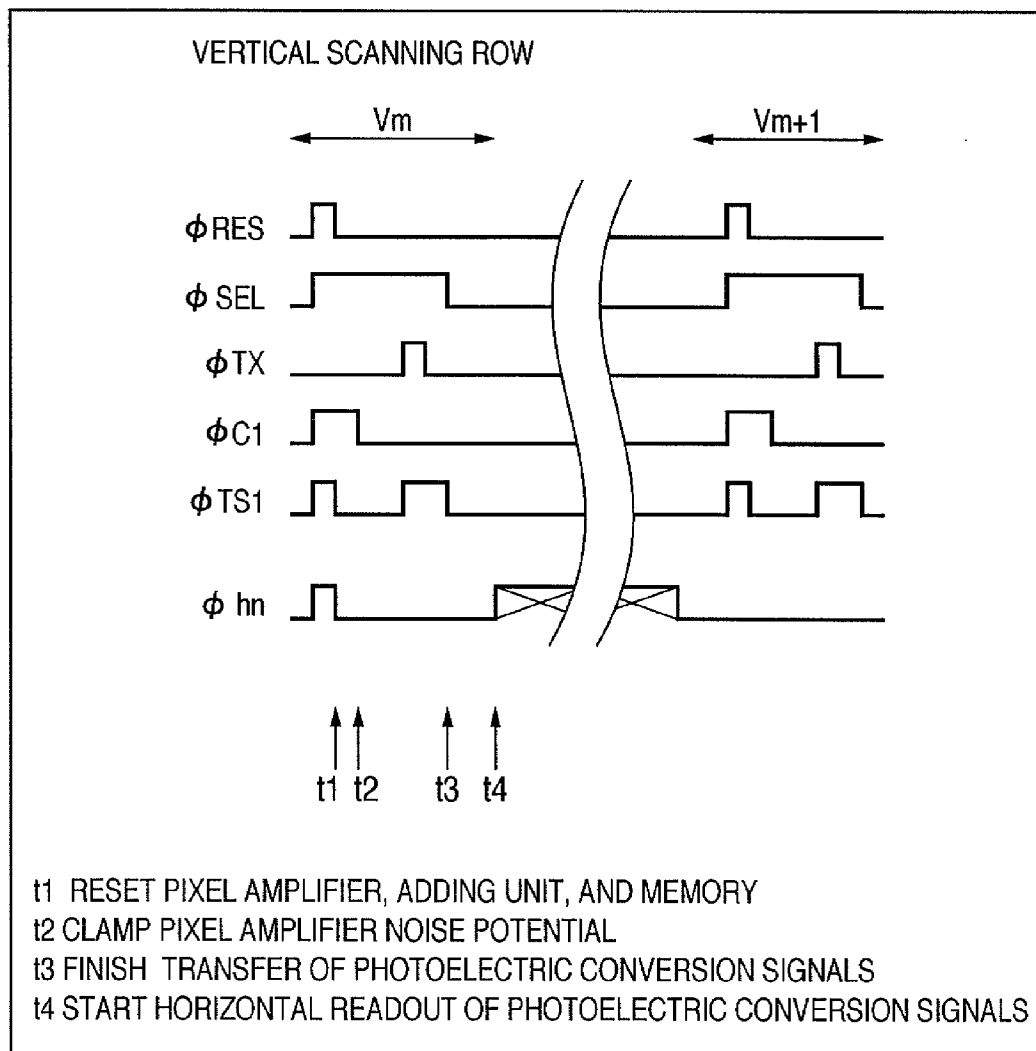 VERTICAL SCANNING ROW
Vm Vm+1
ϕRES
ϕSEL
ϕTX
ϕC1
ϕTS1
ϕhn
t1 t2 t3 t4
t1 RESET PIXEL AMPLIFIER, ADDING UNIT, AND MEMORY
t2 CLAMP PIXEL AMPLIFIER NOISE POTENTIAL
t3 FINISH TRANSFER OF PHOTOELECTRIC CONVERSION SIGNALS
t4 START HORIZONTAL READOUT OF PHOTOELECTRIC CONVERSION SIGNALS